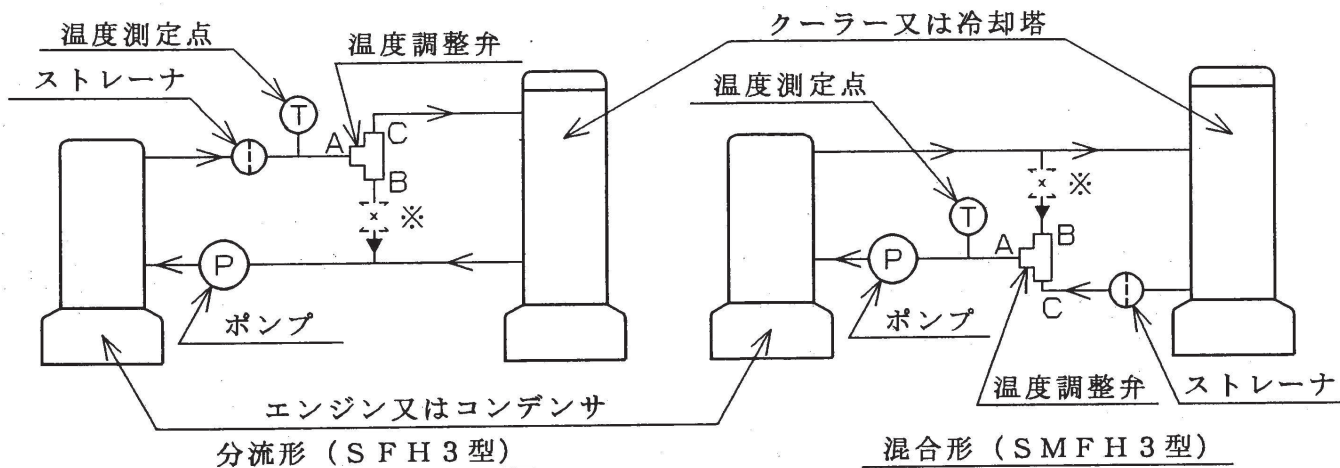 温度測定点
温度調整弁
ストレーナ
T
A
C
B
※
P
ポンプ
クーラー又は冷却塔
温度測定点
※
T
A
B
C
P
ポンプ
温度調整弁
ストレーナ
エンジン又はコンデンサ
分流形（SFH3型）
混合形（SMFH3型）